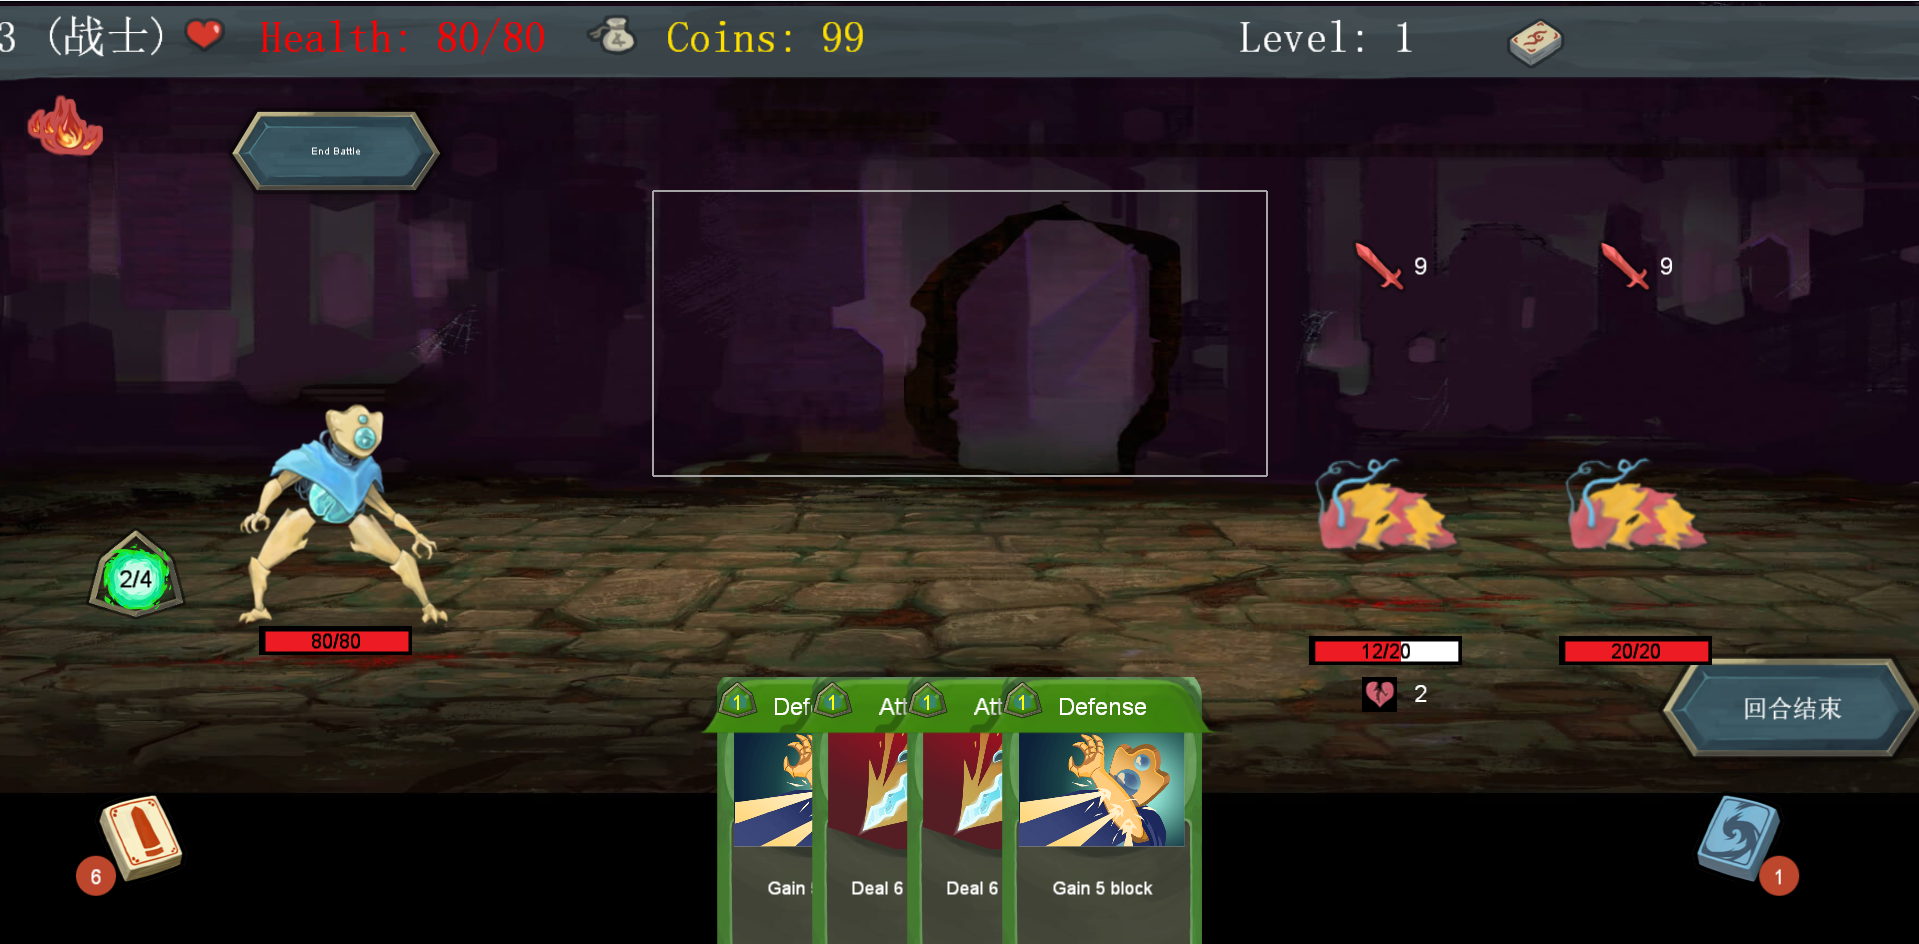 3 (战士) Health: 80/80 Coins: 99 Level: 1
End Battle
9 9
2/4
80/80
12/20 20/20
2
回合结束
1 Def 1 Att 1 Att 1 Defense
Gain Deal 6 Deal 6 Gain 5 block
6 1